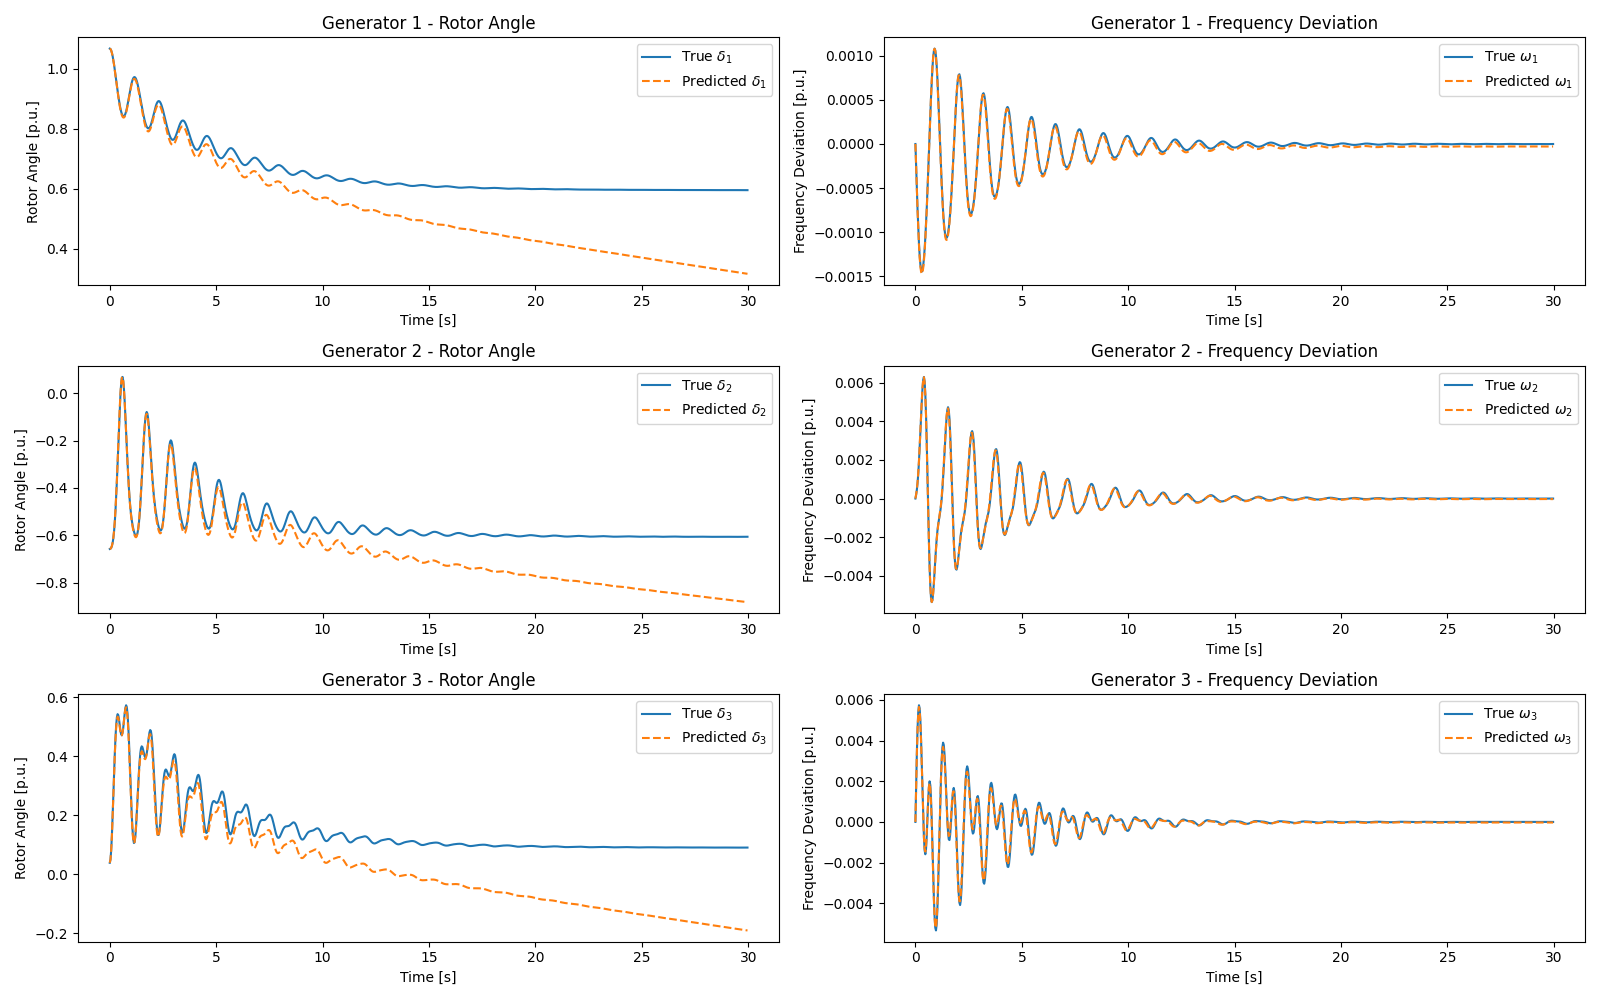 Generator 1 - Rotor Angle
Rotor Angle [p.u.]
1.0
0.8
0.6
0.4
True δ₁
Predicted δ₁
0 5 10 15 20 25 30
Time [s]
Generator 1 - Frequency Deviation
Frequency Deviation [p.u.]
0.0010
0.0005
0.0000
−0.0005
−0.0010
−0.0015
True ω₁
Predicted ω₁
0 5 10 15 20 25 30
Time [s]
Generator 2 - Rotor Angle
Rotor Angle [p.u.]
0.0
−0.2
−0.4
−0.6
−0.8
True δ₂
Predicted δ₂
0 5 10 15 20 25 30
Time [s]
Generator 2 - Frequency Deviation
Frequency Deviation [p.u.]
0.006
0.004
0.002
0.000
−0.002
−0.004
True ω₂
Predicted ω₂
0 5 10 15 20 25 30
Time [s]
Generator 3 - Rotor Angle
Rotor Angle [p.u.]
0.6
0.4
0.2
0.0
−0.2
True δ₃
Predicted δ₃
0 5 10 15 20 25 30
Time [s]
Generator 3 - Frequency Deviation
Frequency Deviation [p.u.]
0.006
0.004
0.002
0.000
−0.002
−0.004
True ω₃
Predicted ω₃
0 5 10 15 20 25 30
Time [s]